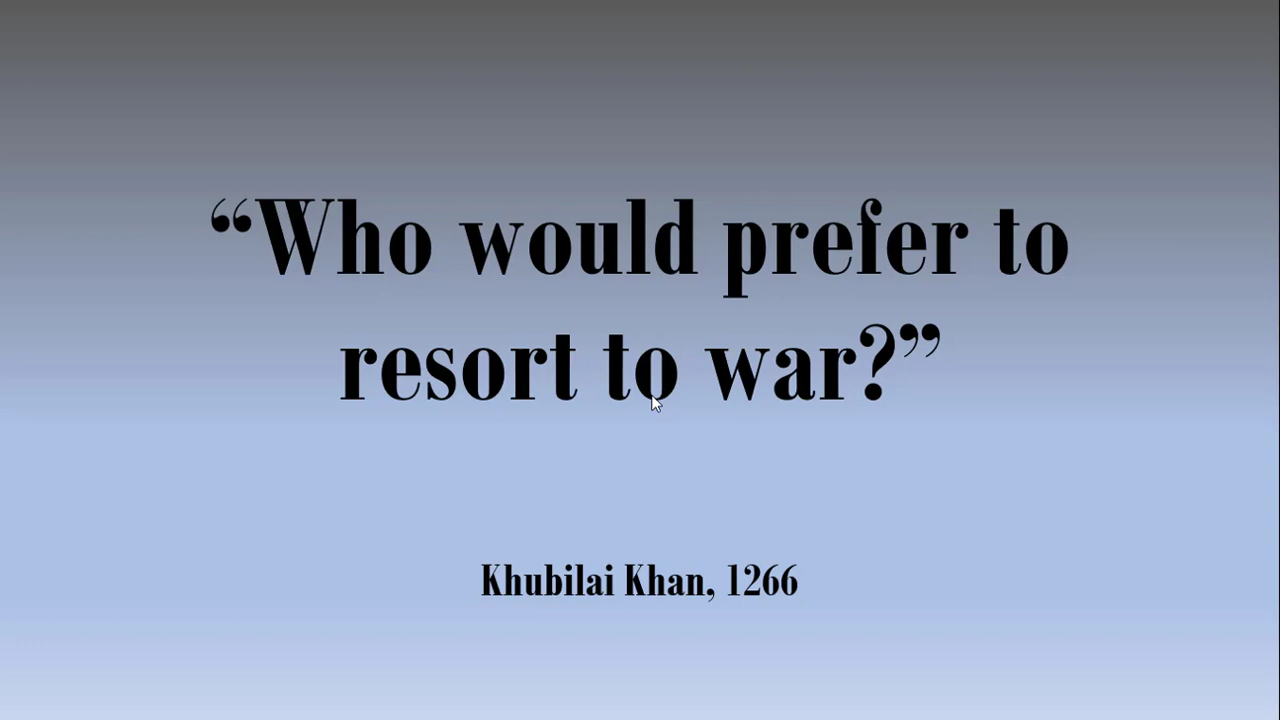 “Who would prefer to
resort to war?”
Khubilai Khan, 1266